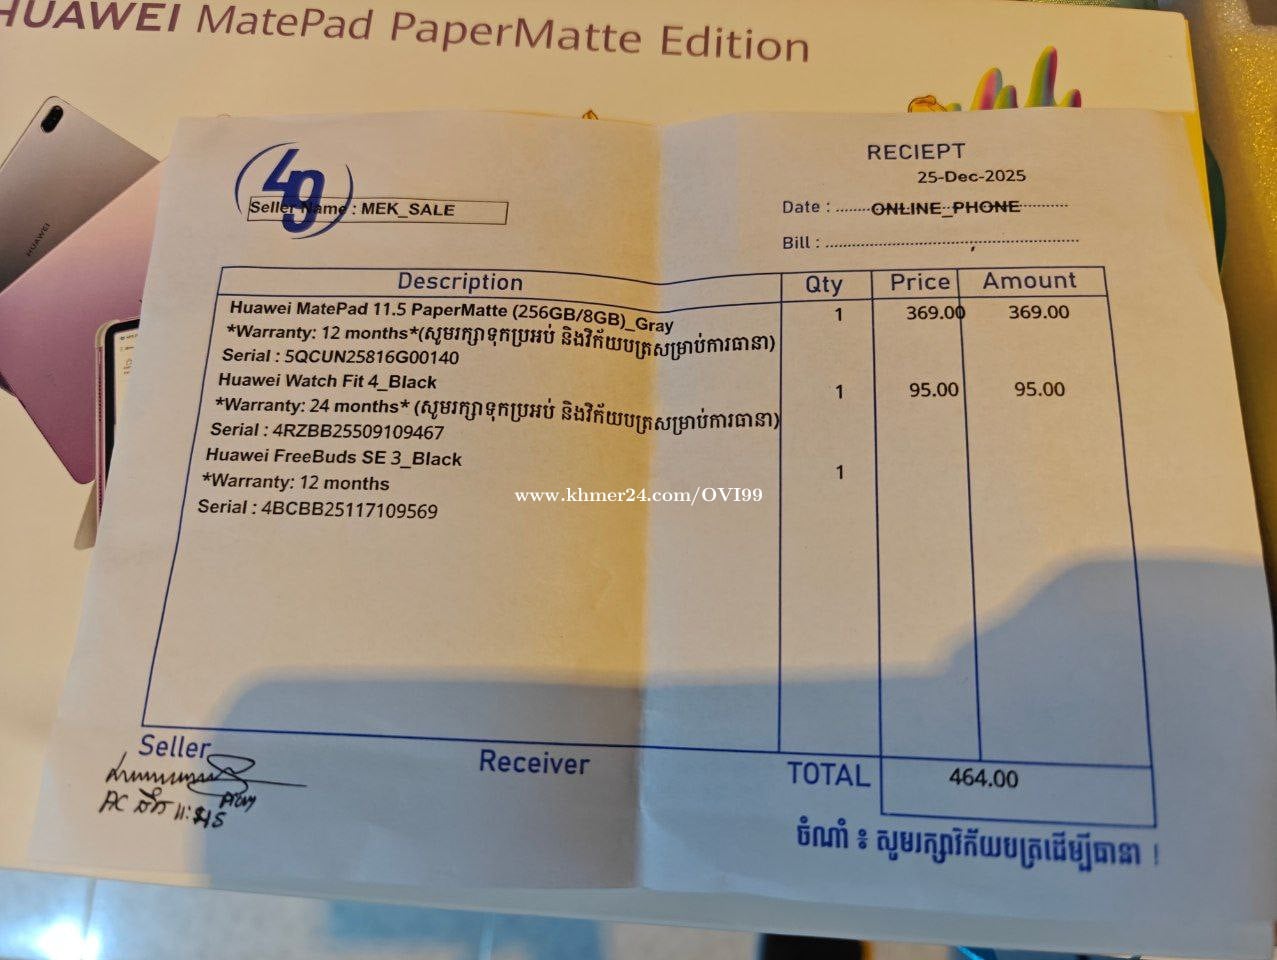 HUAWEI MatePad PaperMatte Edition
HUAWEI
49
RECIEPT
25-Dec-2025
Seller Name : MEK_SALE
Date : ONLINE_PHONE
Bill :
Description Qty Price Amount
Huawei MatePad 11.5 PaperMatte (256GB/8GB)_Gray 1 369.00 369.00
*Warranty: 12 months*(សូមរក្សាទុកប្រអប់ និងវិក័យបត្រសម្រាប់ការធានា)
Serial : 5QCUN25816G00140
Huawei Watch Fit 4_Black 1 95.00 95.00
*Warranty: 24 months* (សូមរក្សាទុកប្រអប់ និងវិក័យបត្រសម្រាប់ការធានា)
Serial : 4RZBB25509109467
Huawei FreeBuds SE 3_Black 1
*Warranty: 12 months
www.khmer24.com/OVI99
Serial : 4BCBB25117109569
Seller Receiver TOTAL 464.00
ចំណាំ ៖ សូមរក្សាវិក័យបត្រដើម្បីធានា !